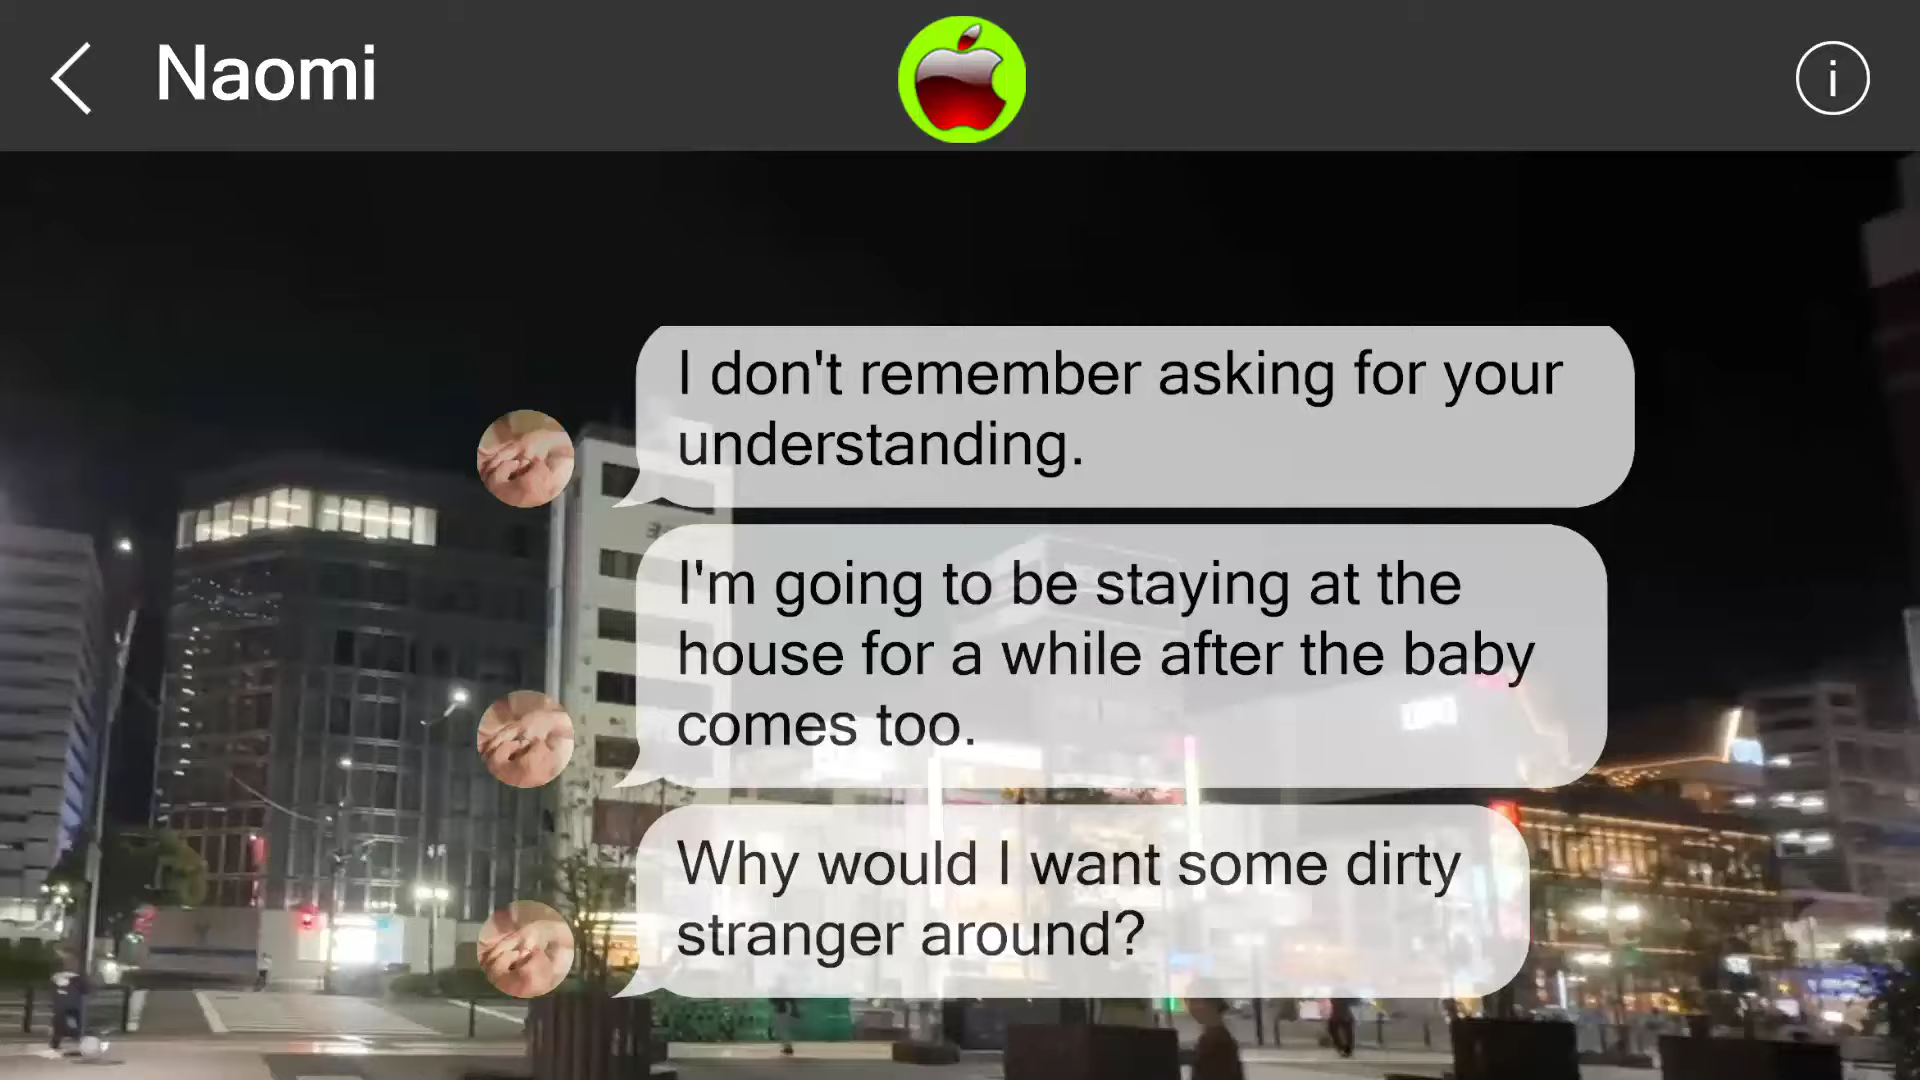 Naomi
I don't remember asking for your
understanding.
I'm going to be staying at the
house for a while after the baby
comes too.
Why would I want some dirty
stranger around?